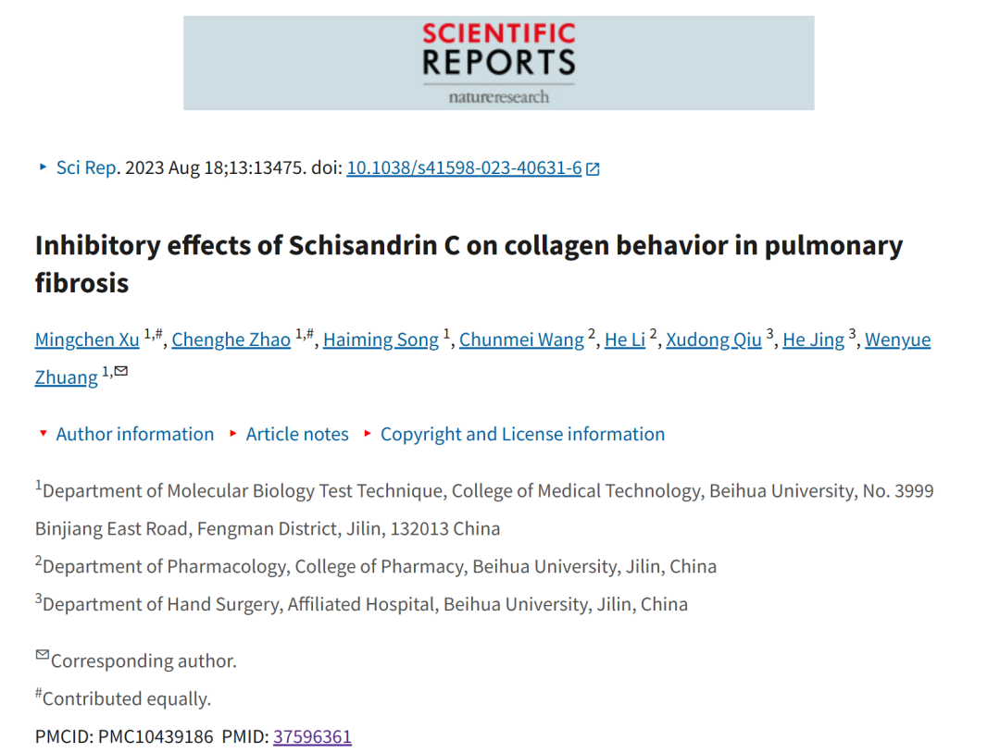 SCIENTIFIC
REPORTS
natureresearch
Sci Rep. 2023 Aug 18;13:13475. doi: 10.1038/s41598-023-40631-6
Inhibitory effects of Schisandrin C on collagen behavior in pulmonary
fibrosis
Mingchen Xu 1,#, Chenghe Zhao 1,#, Haiming Song 1, Chunmei Wang 2, He Li 2, Xudong Qiu 3, He Jing 3, Wenyue
Zhuang 1,✉
Author information Article notes Copyright and License information
1Department of Molecular Biology Test Technique, College of Medical Technology, Beihua University, No. 3999
Binjiang East Road, Fengman District, Jilin, 132013 China
2Department of Pharmacology, College of Pharmacy, Beihua University, Jilin, China
3Department of Hand Surgery, Affiliated Hospital, Beihua University, Jilin, China
✉Corresponding author.
#Contributed equally.
PMCID: PMC10439186 PMID: 37596361